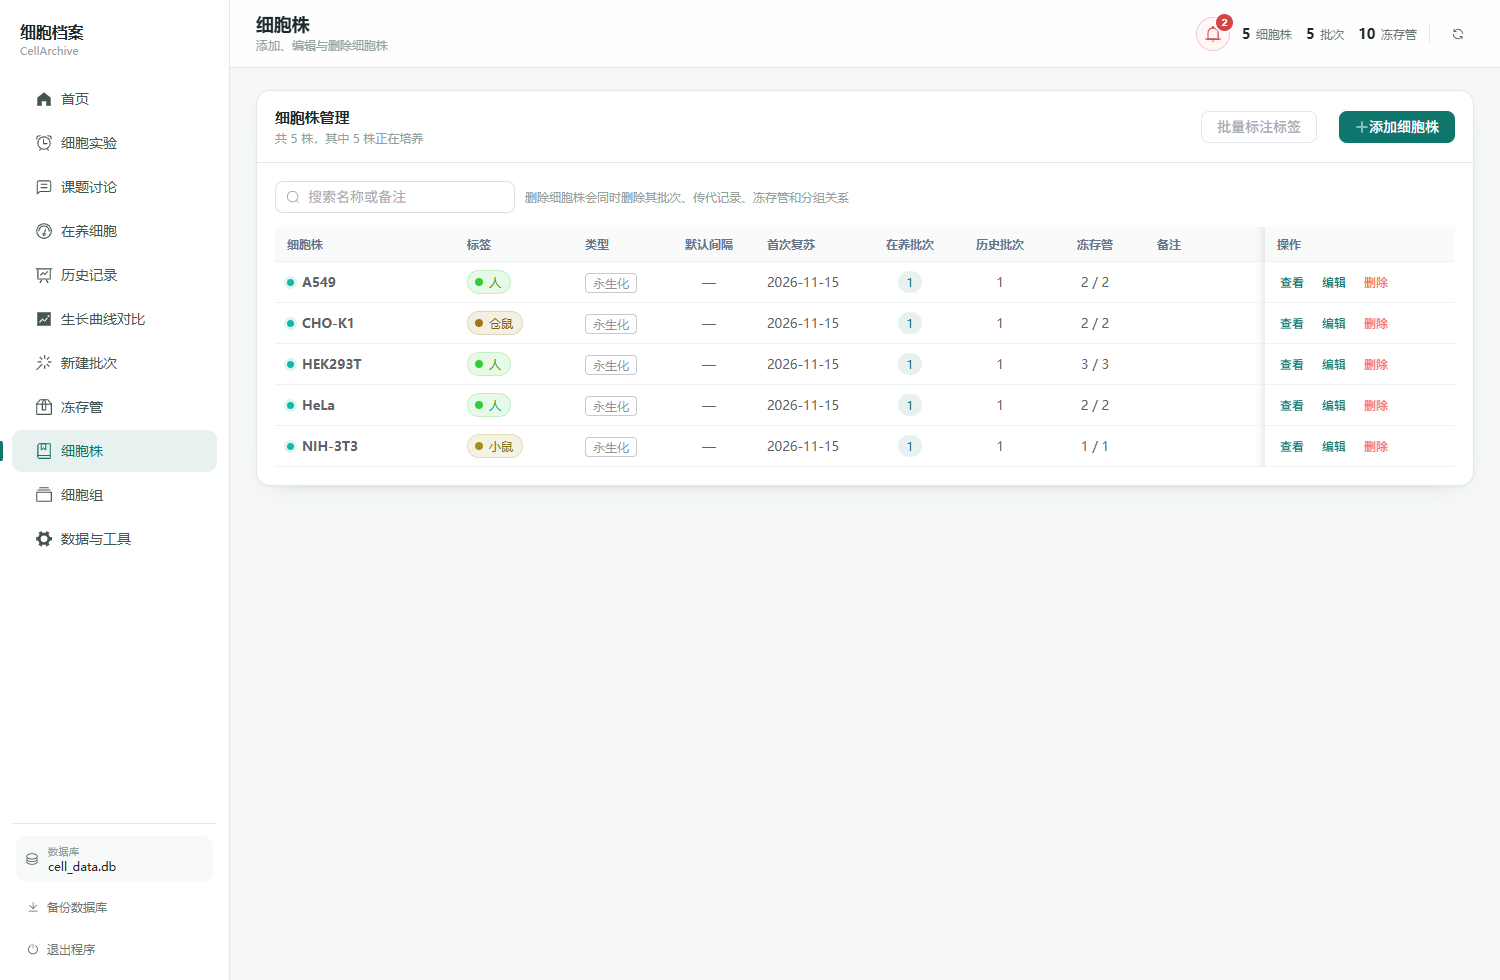 细胞档案
CellArchive
首页
细胞实验
课题讨论
在养细胞
历史记录
生长曲线对比
新建批次
冻存管
细胞株
细胞组
数据与工具
数据库
cell_data.db
备份数据库
退出程序
细胞株
添加、编辑与删除细胞株
2
5 细胞株 5 批次 10 冻存管
细胞株管理
共 5 株，其中 5 株正在培养
批量标注标签
+添加细胞株
搜索名称或备注
删除细胞株会同时删除其批次、传代记录、冻存管和分组关系
细胞株 标签 类型 默认间隔 首次复苏 在养批次 历史批次 冻存管 备注 操作
A549 人 永生化 — 2026-11-15 1 1 2 / 2 查看 编辑 删除
CHO-K1 仓鼠 永生化 — 2026-11-15 1 1 2 / 2 查看 编辑 删除
HEK293T 人 永生化 — 2026-11-15 1 1 3 / 3 查看 编辑 删除
HeLa 人 永生化 — 2026-11-15 1 1 2 / 2 查看 编辑 删除
NIH-3T3 小鼠 永生化 — 2026-11-15 1 1 1 / 1 查看 编辑 删除